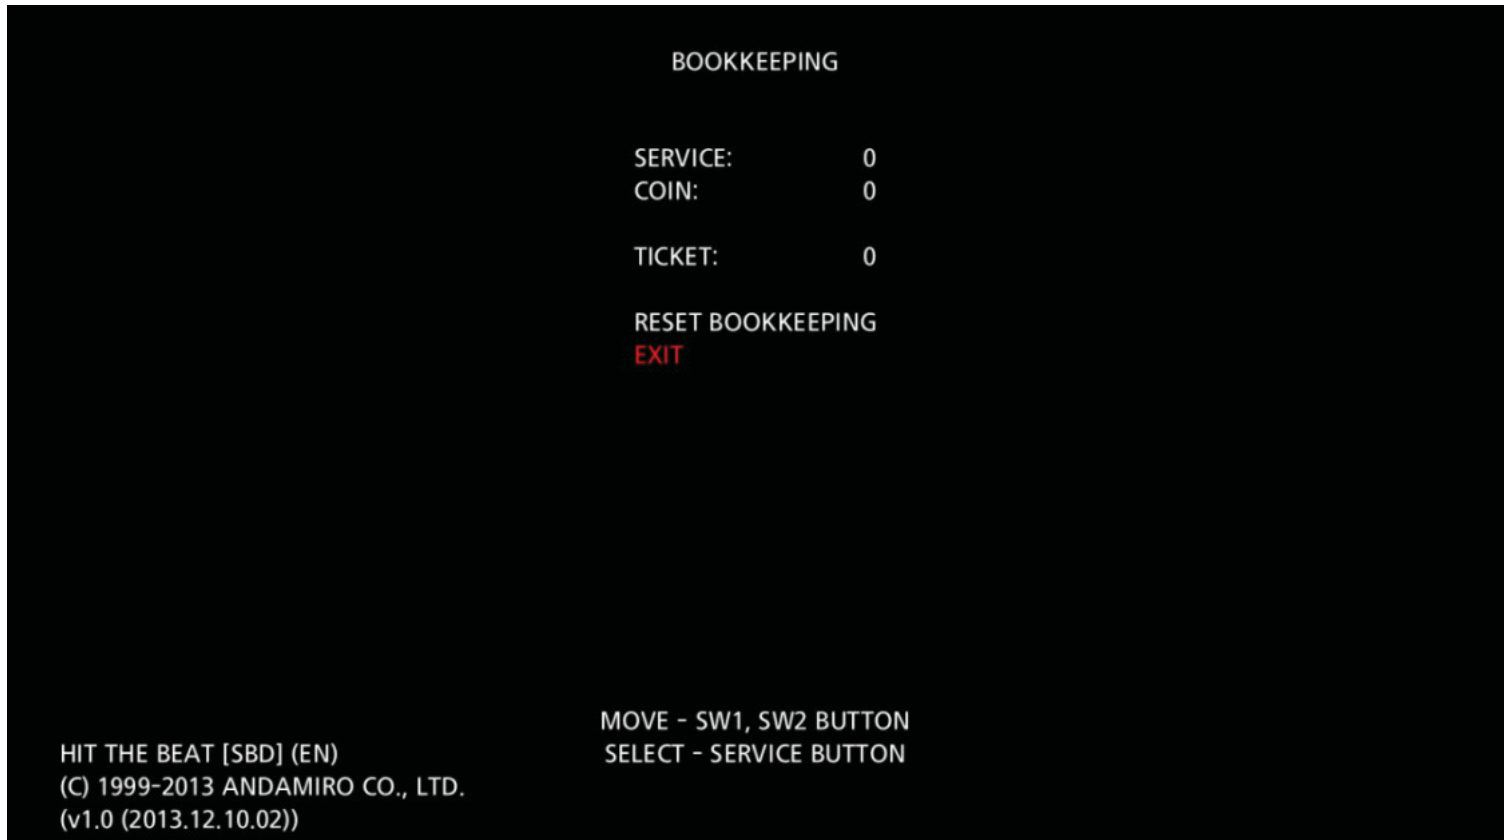 BOOKKEEPING
SERVICE: 0
COIN: 0
TICKET: 0
RESET BOOKKEEPING
EXIT
MOVE - SW1, SW2 BUTTON
SELECT - SERVICE BUTTON
HIT THE BEAT [SBD] (EN)
(C) 1999-2013 ANDAMIRO CO., LTD.
(v1.0 (2013.12.10.02))